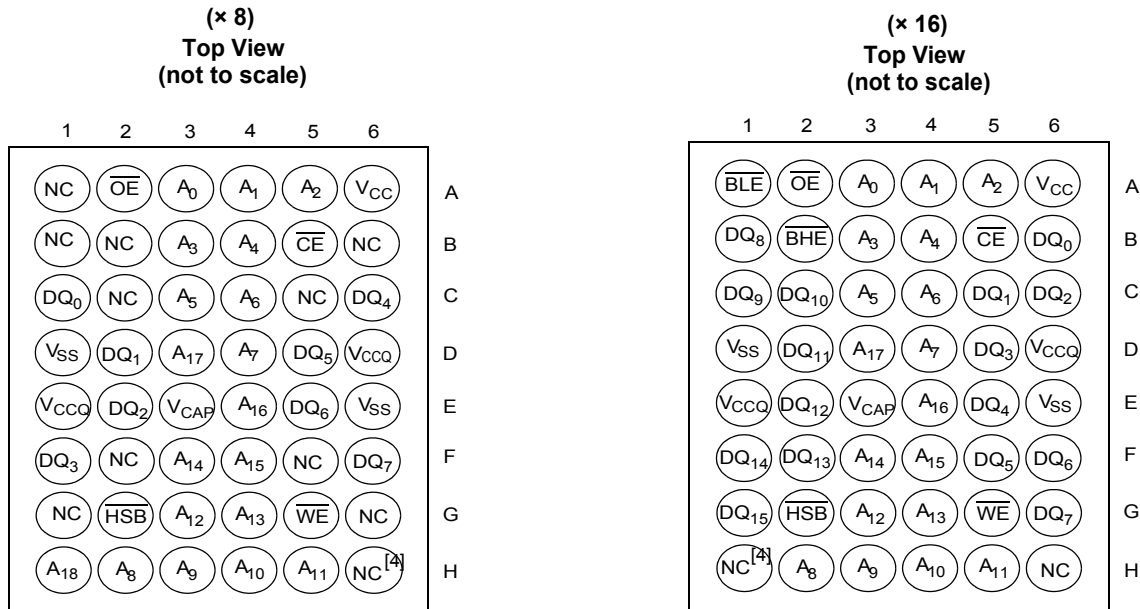 (× 8)
Top View
(not to scale)
1 2 3 4 5 6
NC OE A0 A1 A2 VCC A
NC NC A3 A4 CE NC B
DQ0 NC A5 A6 NC DQ4 C
VSS DQ1 A17 A7 DQ5 VCCQ D
VCCQ DQ2 VCAP A16 DQ6 VSS E
DQ3 NC A14 A15 NC DQ7 F
NC HSB A12 A13 WE NC G
A18 A8 A9 A10 A11 NC[4] H
(× 16)
Top View
(not to scale)
1 2 3 4 5 6
BLE OE A0 A1 A2 VCC A
DQ8 BHE A3 A4 CE DQ0 B
DQ9 DQ10 A5 A6 DQ1 DQ2 C
VSS DQ11 A17 A7 DQ3 VCCQ D
VCCQ DQ12 VCAP A16 DQ4 VSS E
DQ14 DQ13 A14 A15 DQ5 DQ6 F
DQ15 HSB A12 A13 WE DQ7 G
NC[4] A8 A9 A10 A11 NC H